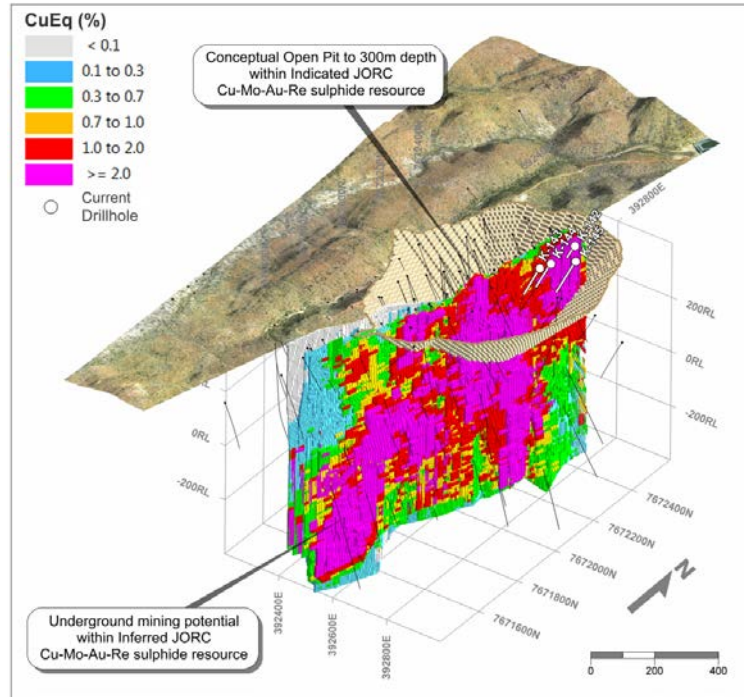 CuEq (%)
< 0.1
0.1 to 0.3
0.3 to 0.7
0.7 to 1.0
1.0 to 2.0
>= 2.0
Current
Drillhole
Conceptual Open Pit to 300m depth
within Indicated JORC
Cu-Mo-Au-Re sulphide resource
392800E
200RL
0RL
-200RL
0RL
-200RL
7672400N
7672200N
7672000N
7671800N
7671600N
392400E
392600E
392800E
Underground mining potential
within Inferred JORC
Cu-Mo-Au-Re sulphide resource
N
0
200
400